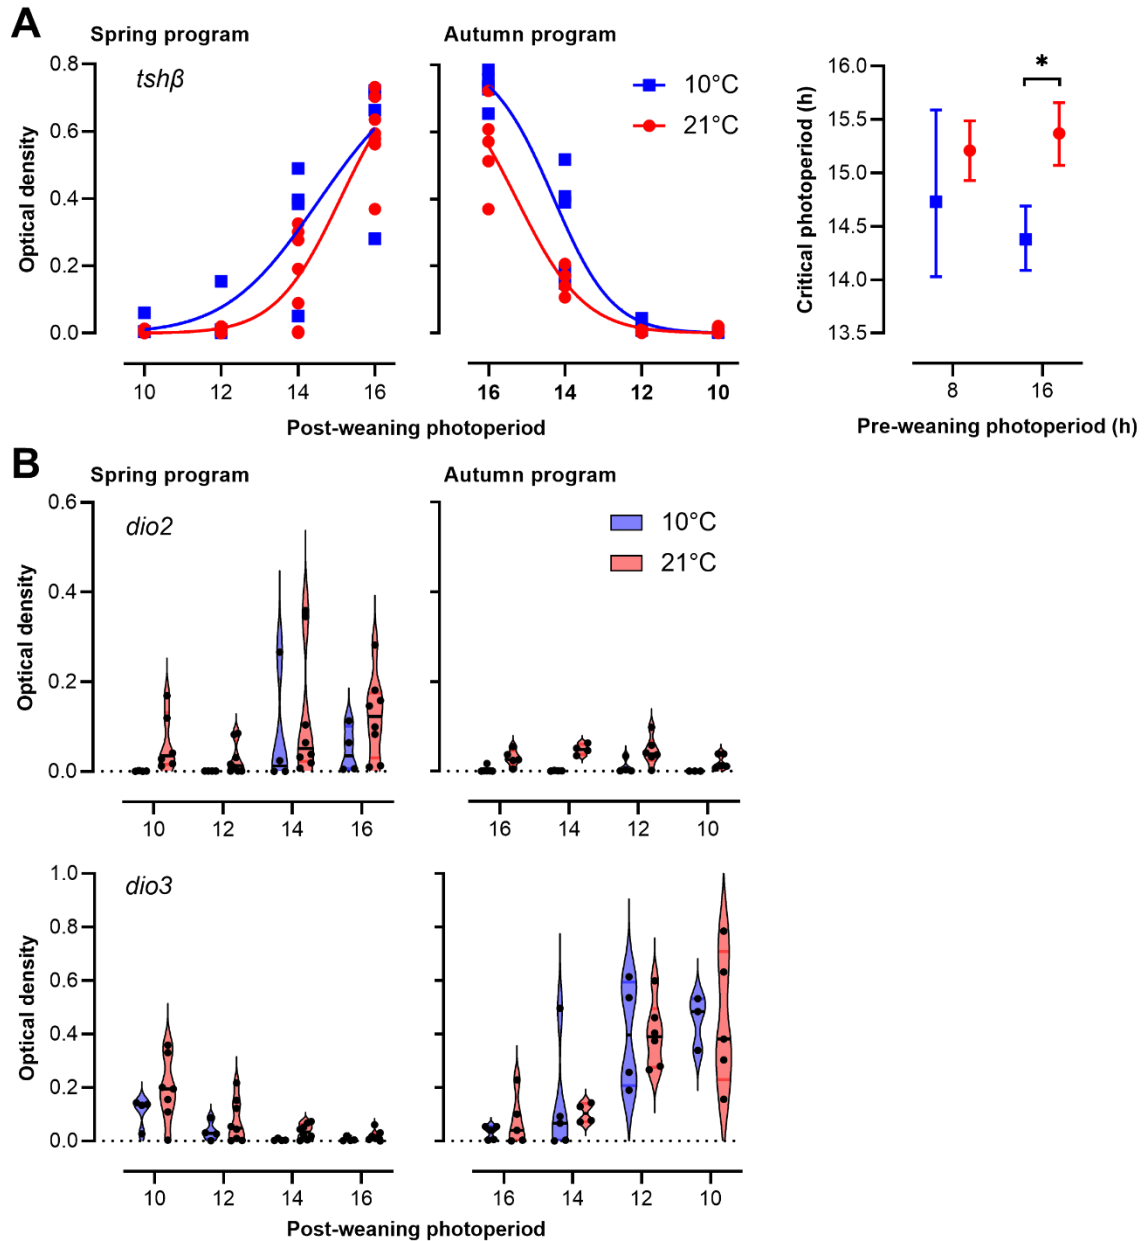 A
Spring program
Autumn program
tshβ
10°C
21°C
*
Optical density
0.8
0.6
0.4
0.2
0.0
10 12 14 16
16 14 12 10
Post-weaning photoperiod
Critical photoperiod (h)
16.0
15.5
15.0
14.5
14.0
13.5
8 16
Pre-weaning photoperiod (h)
B
Spring program
Autumn program
dio2
10°C
21°C
Optical density
0.6
0.4
0.2
0.0
10 12 14 16
16 14 12 10
dio3
Optical density
1.0
0.8
0.6
0.4
0.2
0.0
10 12 14 16
16 14 12 10
Post-weaning photoperiod